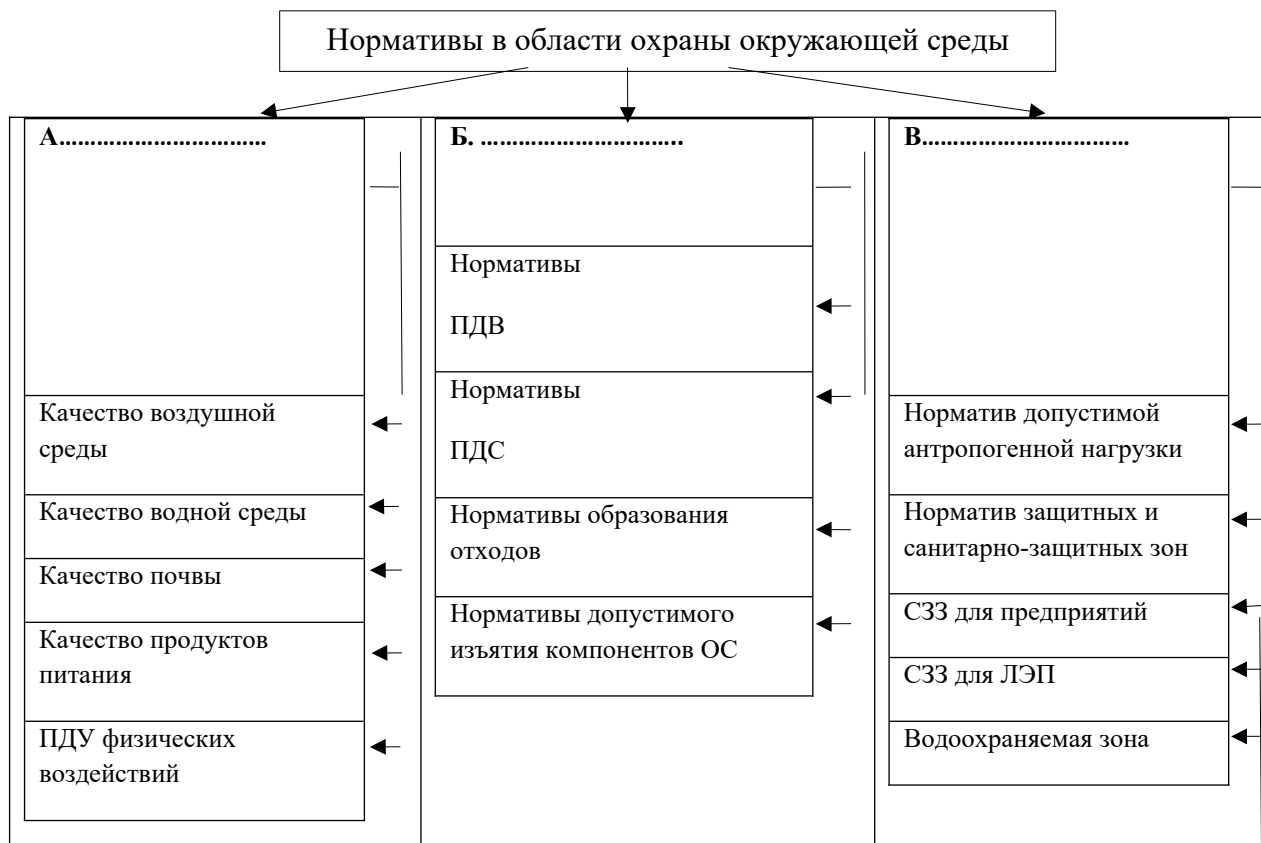 Нормативы в области охраны окружающей среды
А……………………………
Качество воздушной
среды
Качество водной среды
Качество почвы
Качество продуктов
питания
ПДУ физических
воздействий
Б. …………………………..
Нормативы
ПДВ
Нормативы
ПДС
Нормативы образования
отходов
Нормативы допустимого
изъятия компонентов ОС
В……………………………
Норматив допустимой
антропогенной нагрузки
Норматив защитных и
санитарно-защитных зон
СЗЗ для предприятий
СЗЗ для ЛЭП
Водоохраняемая зона